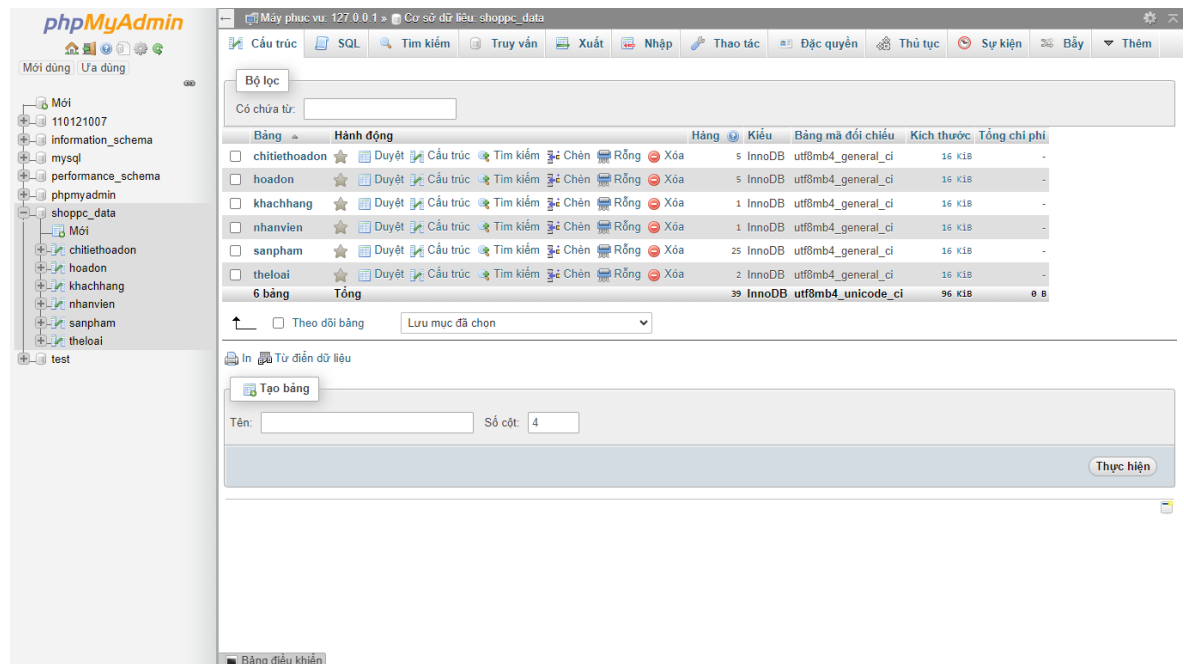 phpMyAdmin
Mới dùng Ưa dùng
Mới
110121007
information_schema
mysql
performance_schema
phpmyadmin
shoppc_data
Mới
chitiethoadon
hoadon
khachhang
nhanvien
sanpham
theloai
test
Máy phục vụ: 127.0.0.1 » Cơ sở dữ liệu: shoppc_data
Cấu trúc SQL Tìm kiếm Truy vấn Xuất Nhập Thao tác Đặc quyền Thủ tục Sự kiện Bẫy Thêm
Bộ lọc
Có chứa từ:
Bảng Hành động Hàng Kiểu Bảng mã đối chiếu Kích thước Tổng chi phí
chitiethoadon Duyệt Cấu trúc Tìm kiếm Chèn Rỗng Xóa 5 InnoDB utf8mb4_general_ci 16 KiB -
hoadon Duyệt Cấu trúc Tìm kiếm Chèn Rỗng Xóa 5 InnoDB utf8mb4_general_ci 16 KiB -
khachhang Duyệt Cấu trúc Tìm kiếm Chèn Rỗng Xóa 1 InnoDB utf8mb4_general_ci 16 KiB -
nhanvien Duyệt Cấu trúc Tìm kiếm Chèn Rỗng Xóa 1 InnoDB utf8mb4_general_ci 16 KiB -
sanpham Duyệt Cấu trúc Tìm kiếm Chèn Rỗng Xóa 25 InnoDB utf8mb4_general_ci 16 KiB -
theloai Duyệt Cấu trúc Tìm kiếm Chèn Rỗng Xóa 2 InnoDB utf8mb4_general_ci 16 KiB -
6 bảng Tổng 39 InnoDB utf8mb4_unicode_ci 96 KiB 0 B
Theo dõi bảng Lưu mục đã chọn
In Từ điển dữ liệu
Tạo bảng
Tên: Số cột: 4
Thực hiện
Bảng điều khiển